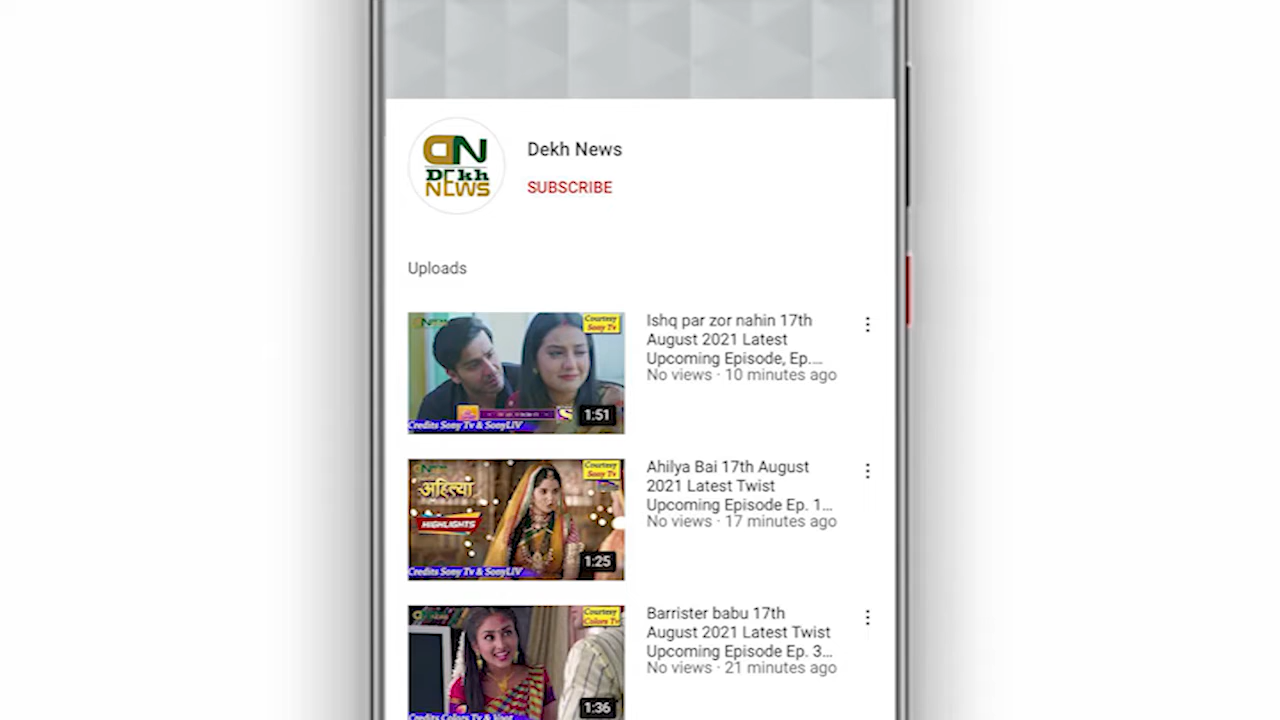 DN
Dekh
NEWS
Dekh News
SUBSCRIBE
Uploads
Courtesy
Sony Tv
1:51
Credits Sony Tv & SonyLIV
Ishq par zor nahin 17th
August 2021 Latest
Upcoming Episode, Ep....
No views · 10 minutes ago
Courtesy
Sony Tv
अहिल्या
HIGHLIGHTS
1:25
Credits Sony Tv & SonyLIV
Ahilya Bai 17th August
2021 Latest Twist
Upcoming Episode Ep. 1...
No views · 17 minutes ago
Courtesy
Colors Tv
1:36
Credits Colors Tv & Voot
Barrister babu 17th
August 2021 Latest Twist
Upcoming Episode Ep. 3...
No views · 21 minutes ago